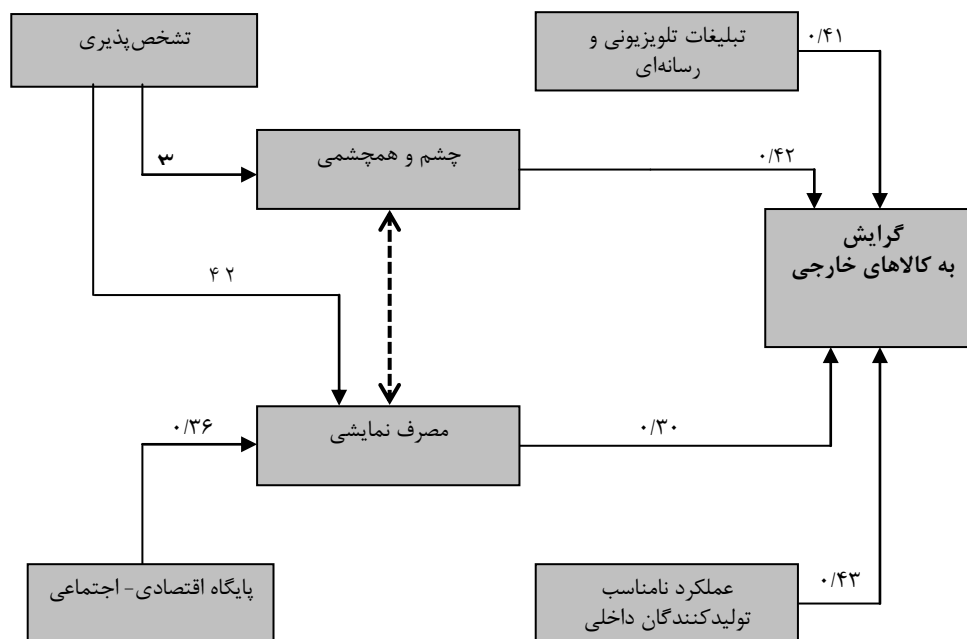 تشخص‌پذیری
تبلیغات تلویزیونی و
رسانه‌ای
۰/۴۱
۳
چشم و همچشمی
۰/۴۲
گرایش
به کالاهای خارجی
۴۲
۰/۳۶
مصرف نمایشی
۰/۳۰
پایگاه اقتصادی- اجتماعی
عملکرد نامناسب
تولیدکنندگان داخلی
۰/۴۳